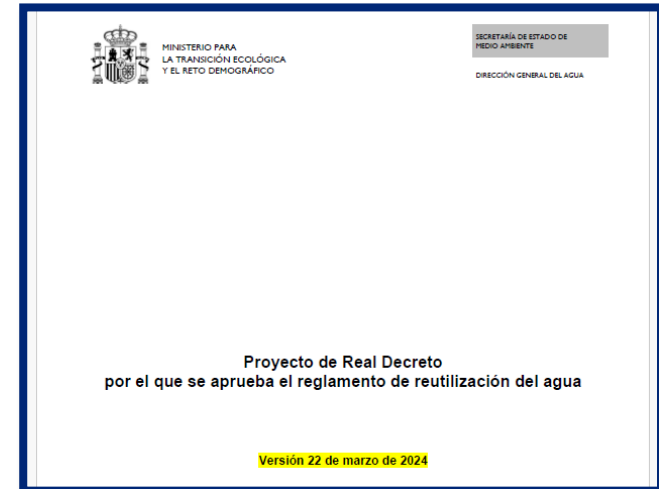 MINISTERIO PARA
LA TRANSICIÓN ECOLÓGICA
Y EL RETO DEMOGRÁFICO
SECRETARÍA DE ESTADO DE
MEDIO AMBIENTE
DIRECCIÓN GENERAL DEL AGUA
Proyecto de Real Decreto
por el que se aprueba el reglamento de reutilización del agua
Versión 22 de marzo de 2024